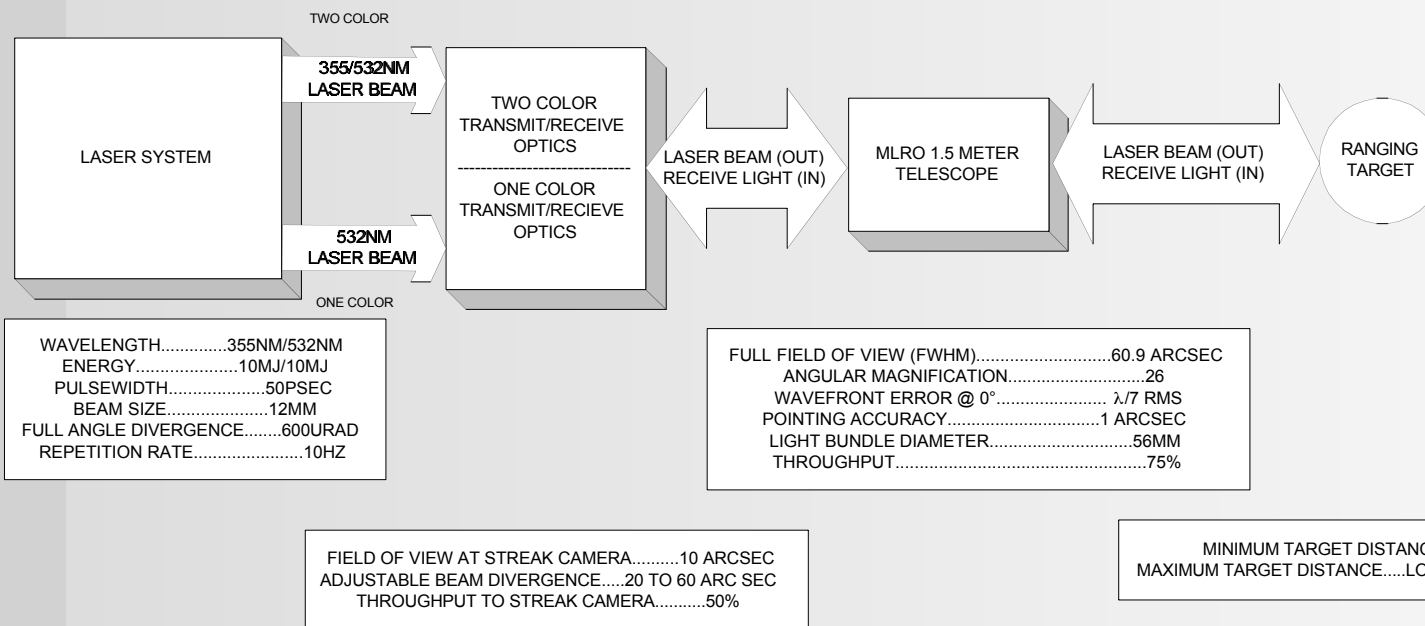 TWO COLOR
355/532NM
LASER BEAM
LASER SYSTEM
532NM
LASER BEAM
ONE COLOR
TWO COLOR
TRANSMIT/RECEIVE
OPTICS
------------------------------
ONE COLOR
TRANSMIT/RECIEVE
OPTICS
LASER BEAM (OUT)
RECEIVE LIGHT (IN)
MLRO 1.5 METER
TELESCOPE
LASER BEAM (OUT)
RECEIVE LIGHT (IN)
RANGING
TARGET
WAVELENGTH.............355NM/532NM
ENERGY.....................10MJ/10MJ
PULSEWIDTH...................50PSEC
BEAM SIZE....................12MM
FULL ANGLE DIVERGENCE........600URAD
REPETITION RATE......................10HZ
FULL FIELD OF VIEW (FWHM)...........................60.9 ARCSEC
ANGULAR MAGNIFICATION...........................26
WAVEFRONT ERROR @ 0°...................... λ/7 RMS
POINTING ACCURACY..............................1 ARCSEC
LIGHT BUNDLE DIAMETER............................56MM
THROUGHPUT..................................................75%
FIELD OF VIEW AT STREAK CAMERA..........10 ARCSEC
ADJUSTABLE BEAM DIVERGENCE.....20 TO 60 ARC SEC
THROUGHPUT TO STREAK CAMERA...........50%
MINIMUM TARGET
MAXIMUM TARGET DISTANCE.....